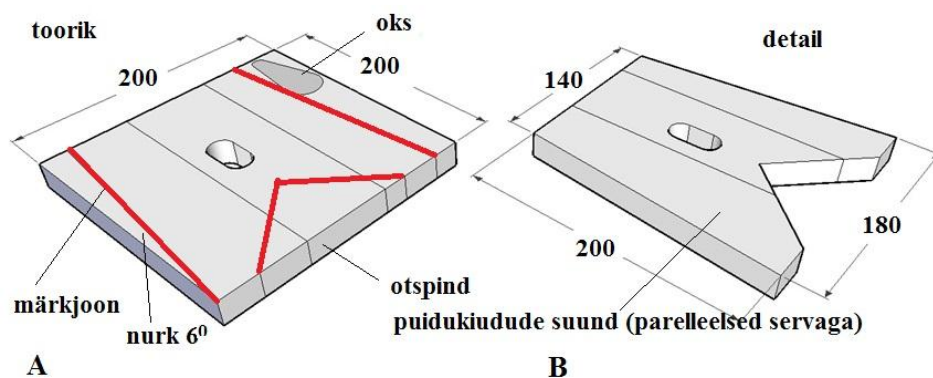 toorik
oks
detail
200
200
140
märkjoon
nurk 6⁰
otspind
200
180
puidukiudude suund (parelleelsed servaga)
A
B